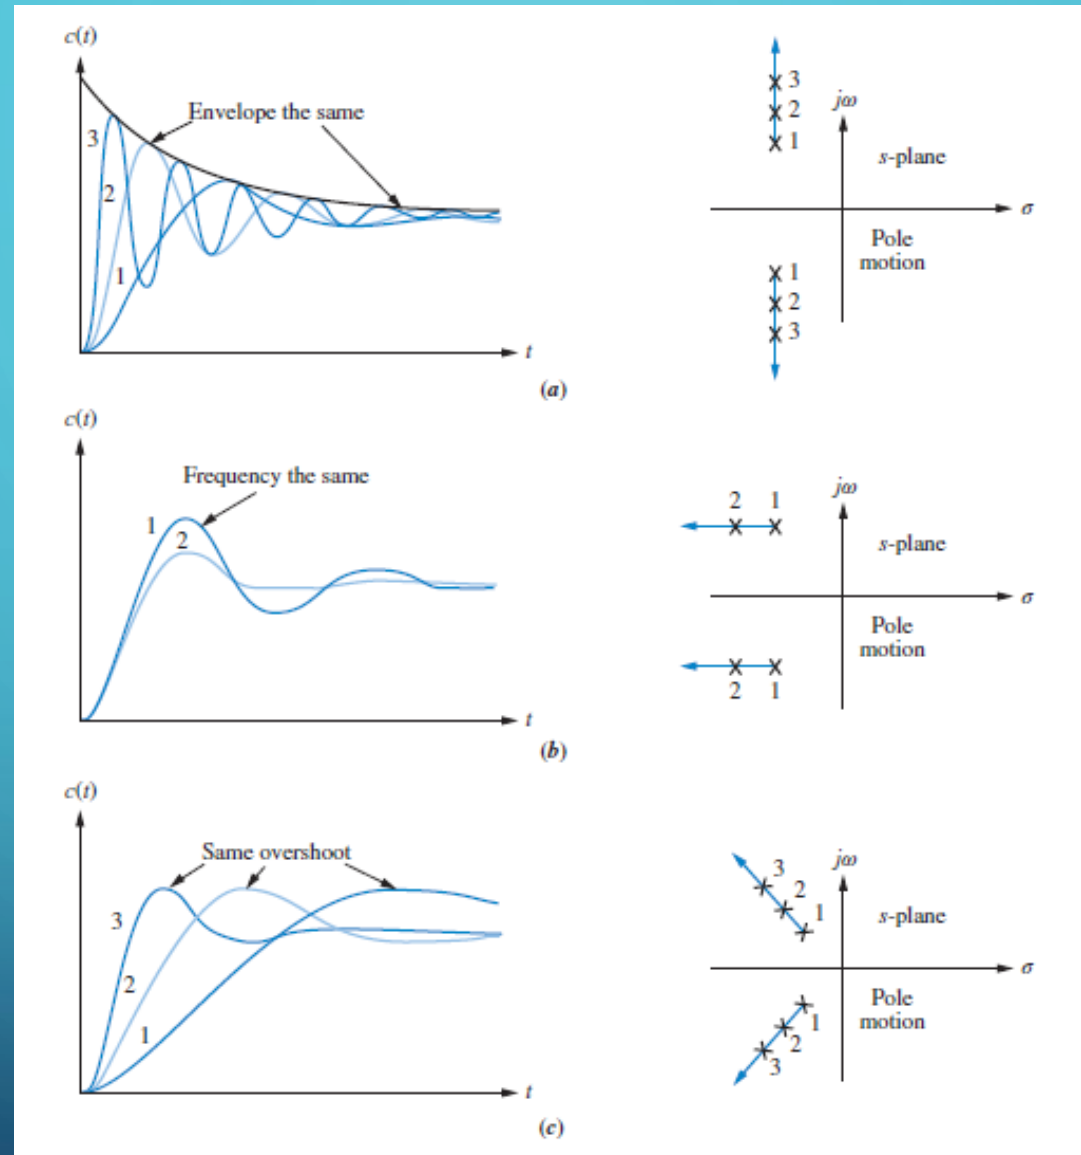 c(t)
Envelope the same
3
2
1
t
3
2
1
jω
s-plane
σ
Pole
motion
1
2
3
(a)
c(t)
Frequency the same
1
2
t
2 1
jω
s-plane
σ
Pole
motion
2 1
(b)
c(t)
Same overshoot
3
2
1
t
3
2
1
jω
s-plane
σ
Pole
motion
1
2
3
(c)